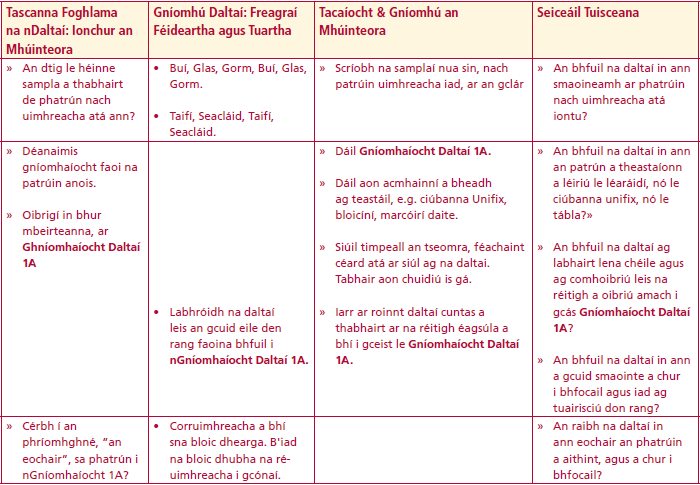 Tascanna Foghlama
na nDaltaí: Ionchur an
Mhúinteora
Gníomhú Daltaí: Freagraí
Féideartha agus Tuartha
Tacaíocht & Gníomhú an
Mhúinteora
Seiceáil Tuisceana
» An dtig le héinne
sampla a thabhairt
de phatrún nach
uimhreacha atá ann?
• Buí, Glas, Gorm, Buí, Glas,
Gorm.
• Taifí, Seacláid, Taifí,
Seacláid.
» Scríobh na samplaí nua sin, nach
patrúin uimhreacha iad, ar an gclár
» An bhfuil na daltaí in ann
smaoineamh ar phatrúin
nach uimhreacha atá
iontu?
» Déanaimis
gníomhaíocht faoi na
patrúin anois.
» Oibrigí in bhur
mbeirteanna, ar
Ghníomhaíocht Daltaí
1A
• Labhróidh na daltaí
leis an gcuid eile den
rang faoina bhfuil i
nGníomhaíocht Daltaí 1A.
» Dáil Gníomhaíocht Daltaí 1A.
» Dáil aon acmhainní a bheadh
ag teastáil, e.g. ciúbanna Unifix,
bloicíní, marcóirí daite.
» Siúil timpeall an tseomra, féachaint
céard atá ar siúl ag na daltai.
Tabhair aon chuidiú is gá.
» Iarr ar roinnt daltaí cuntas a
thabhairt ar na réitigh éagsúla a
bhí i gceist le Gníomhaíocht Daltaí
1A.
» An bhfuil na daltaí in ann
an patrún a theastaíonn
a léiriú le léaráidí, nó le
ciúbanna unifix, nó le
tábla?»
» An bhfuil na daltaí ag
labhairt lena chéile agus
ag comhoibriú leis na
réitigh a oibriú amach i
gcás Gníomhaíocht Daltaí
1A?
» An bhfuil na daltaí in ann
a gcuid smaointe a chur
i bhfocail agus iad ag
tuairisciú don rang?
» Cérbh í an
phríomhghné, “an
eochair“, sa phatrún i
nGníomhaíocht 1A?
• Corruimhreacha a bhí
sna bloic dhearga. B'iad
na bloic dhubha na ré-
uimhreacha i gcónaí.
» An raibh na daltaí in
ann eochair an phatrúin
a aithint, agus a chur i
bhfocail?